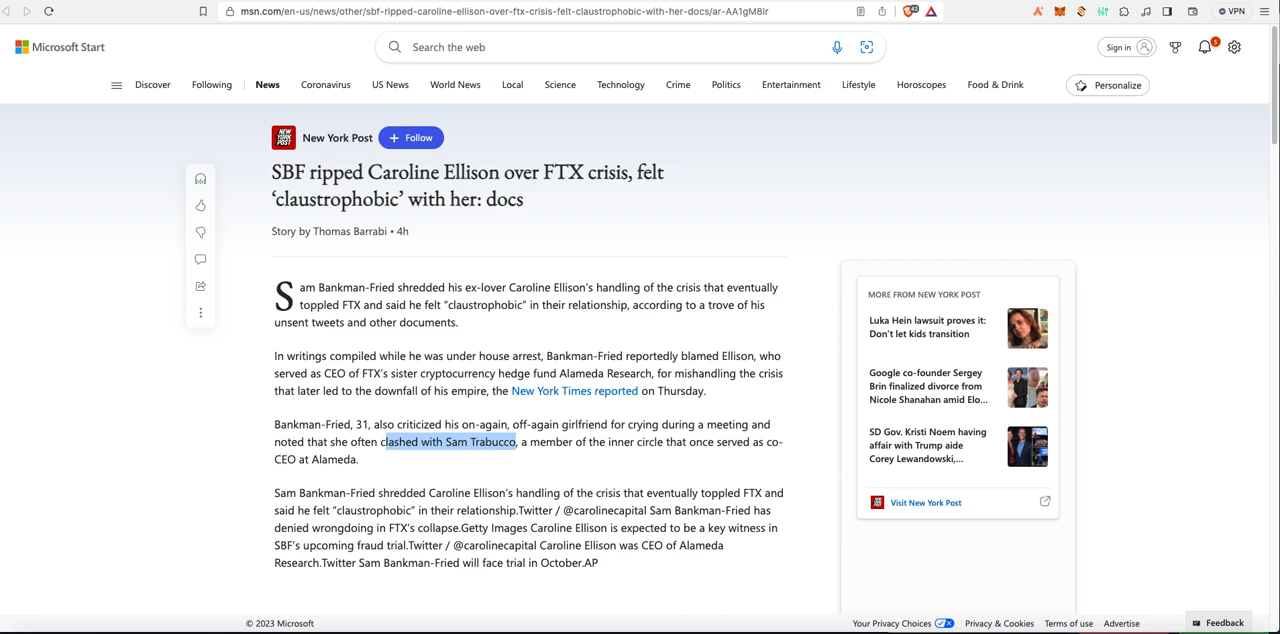 msn.com/en-us/news/other/sbf-ripped-caroline-ellison-over-ftx-crisis-felt-claustrophobic-with-her-docs/ar-AA1gM8lr
43
VPN
Microsoft Start
Search the web
Sign in
5
Discover
Following
News
Coronavirus
US News
World News
Local
Science
Technology
Crime
Politics
Entertainment
Lifestyle
Horoscopes
Food & Drink
Personalize
NEW YORK POST
New York Post
+ Follow
SBF ripped Caroline Ellison over FTX crisis, felt
‘claustrophobic’ with her: docs
Story by Thomas Barrabi • 4h
Sam Bankman-Fried shredded his ex-lover Caroline Ellison’s handling of the crisis that eventually
toppled FTX and said he felt “claustrophobic” in their relationship, according to a trove of his
unsent tweets and other documents.
In writings compiled while he was under house arrest, Bankman-Fried reportedly blamed Ellison, who
served as CEO of FTX’s sister cryptocurrency hedge fund Alameda Research, for mishandling the crisis
that later led to the downfall of his empire, the New York Times reported on Thursday.
Bankman-Fried, 31, also criticized his on-again, off-again girlfriend for crying during a meeting and
noted that she often clashed with Sam Trabucco, a member of the inner circle that once served as co-
CEO at Alameda.
Sam Bankman-Fried shredded Caroline Ellison’s handling of the crisis that eventually toppled FTX and
said he felt “claustrophobic” in their relationship.Twitter / @carolinecapital Sam Bankman-Fried has
denied wrongdoing in FTX’s collapse.Getty Images Caroline Ellison is expected to be a key witness in
SBF’s upcoming fraud trial.Twitter / @carolinecapital Caroline Ellison was CEO of Alameda
Research.Twitter Sam Bankman-Fried will face trial in October.AP
MORE FROM NEW YORK POST
Luka Hein lawsuit proves it:
Don’t let kids transition
Google co-founder Sergey
Brin finalized divorce from
Nicole Shanahan amid Elo...
SD Gov. Kristi Noem having
affair with Trump aide
Corey Lewandowski,...
Visit New York Post
© 2023 Microsoft
Your Privacy Choices
Privacy & Cookies
Terms of use
Advertise
Feedback